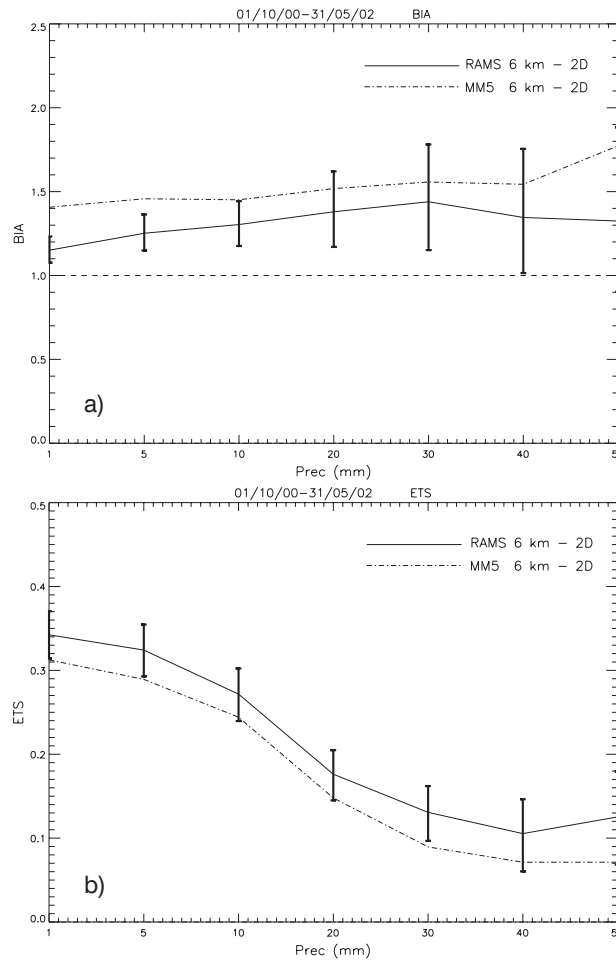 01/10/00-31/05/02 BIA
2.5
2.0
1.5
1.0
0.5
0.0
BIA
RAMS 6 km - 2D
MM5 6 km - 2D
a)
1 5 10 20 30 40 5
Prec (mm)
01/10/00-31/05/02 ETS
0.5
0.4
0.3
0.2
0.1
0.0
ETS
RAMS 6 km - 2D
MM5 6 km - 2D
b)
1 5 10 20 30 40 5
Prec (mm)